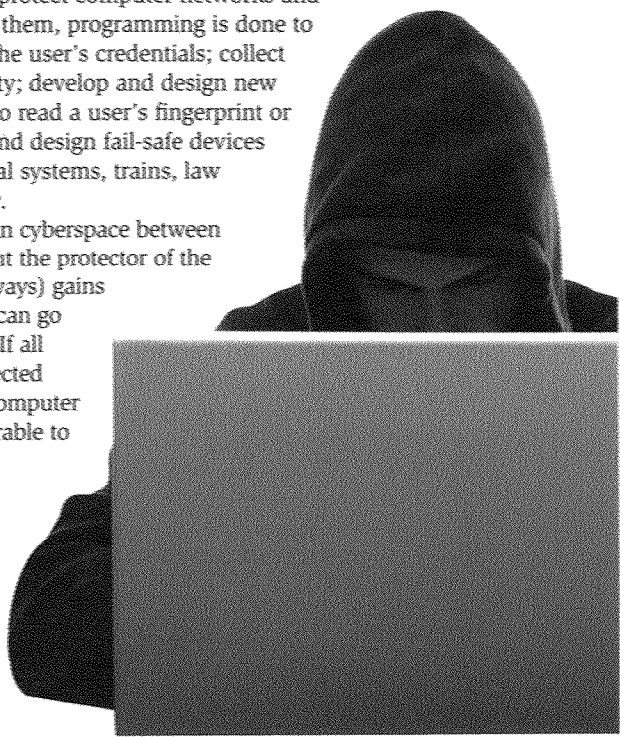 protect computer networks and
them, programming is done to
he user's credentials; collect
ty; develop and design new
o read a user's fingerprint or
nd design fail-safe devices
al systems, trains, law
n cyberspace between
t the protector of the
ways) gains
can go
If all
cted
omputer
rable to